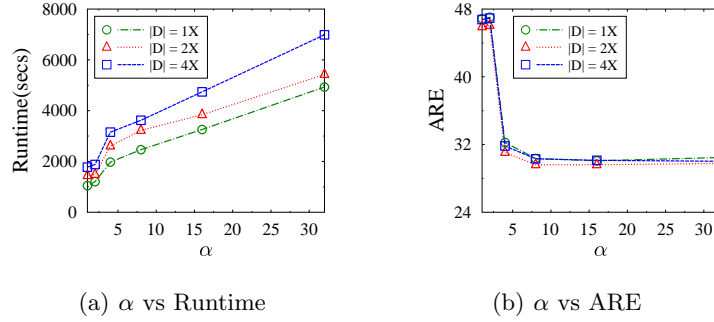 8000
6000
4000
2000
0
Runtime(secs)
|D| = 1X
|D| = 2X
|D| = 4X
5 10 15 20 25 30
α
(a) α vs Runtime
48
40
32
24
ARE
|D| = 1X
|D| = 2X
|D| = 4X
5 10 15 20 25 30
α
(b) α vs ARE